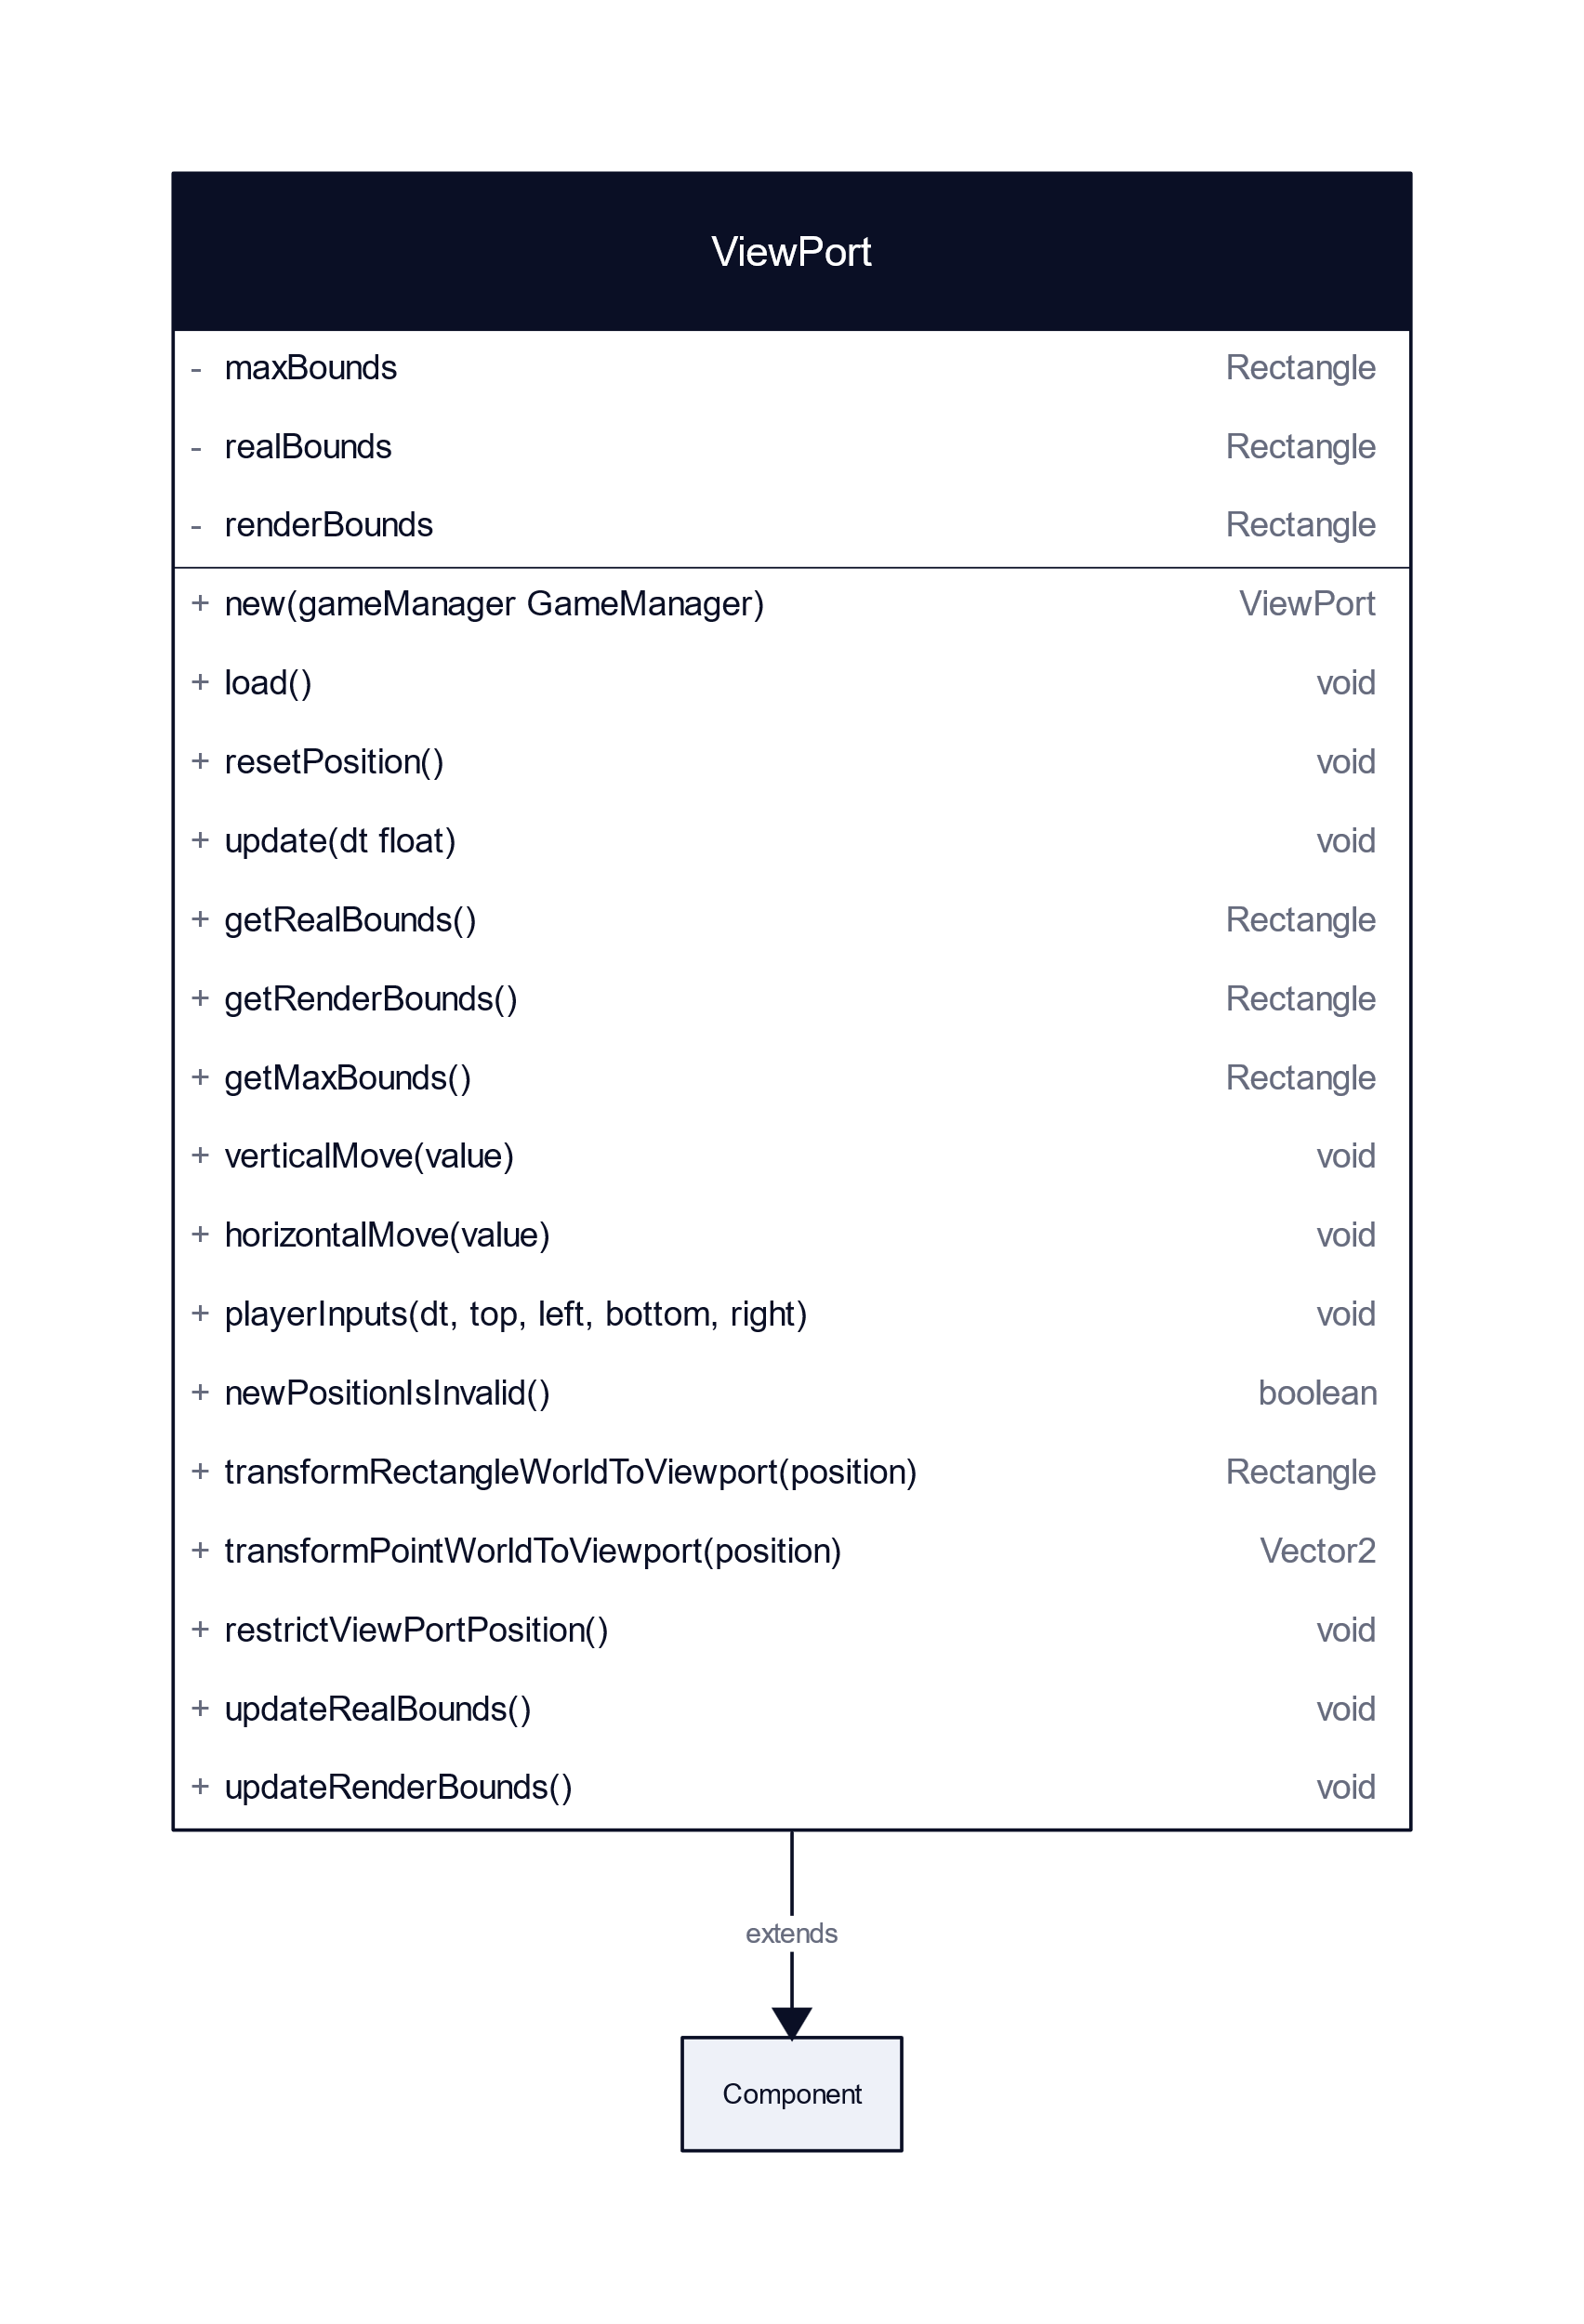 ViewPort
- maxBounds Rectangle
- realBounds Rectangle
- renderBounds Rectangle
+ new(gameManager GameManager) ViewPort
+ load() void
+ resetPosition() void
+ update(dt float) void
+ getRealBounds() Rectangle
+ getRenderBounds() Rectangle
+ getMaxBounds() Rectangle
+ verticalMove(value) void
+ horizontalMove(value) void
+ playerInputs(dt, top, left, bottom, right) void
+ newPositionIsInvalid() boolean
+ transformRectangleWorldToViewport(position) Rectangle
+ transformPointWorldToViewport(position) Vector2
+ restrictViewPortPosition() void
+ updateRealBounds() void
+ updateRenderBounds() void
extends
Component